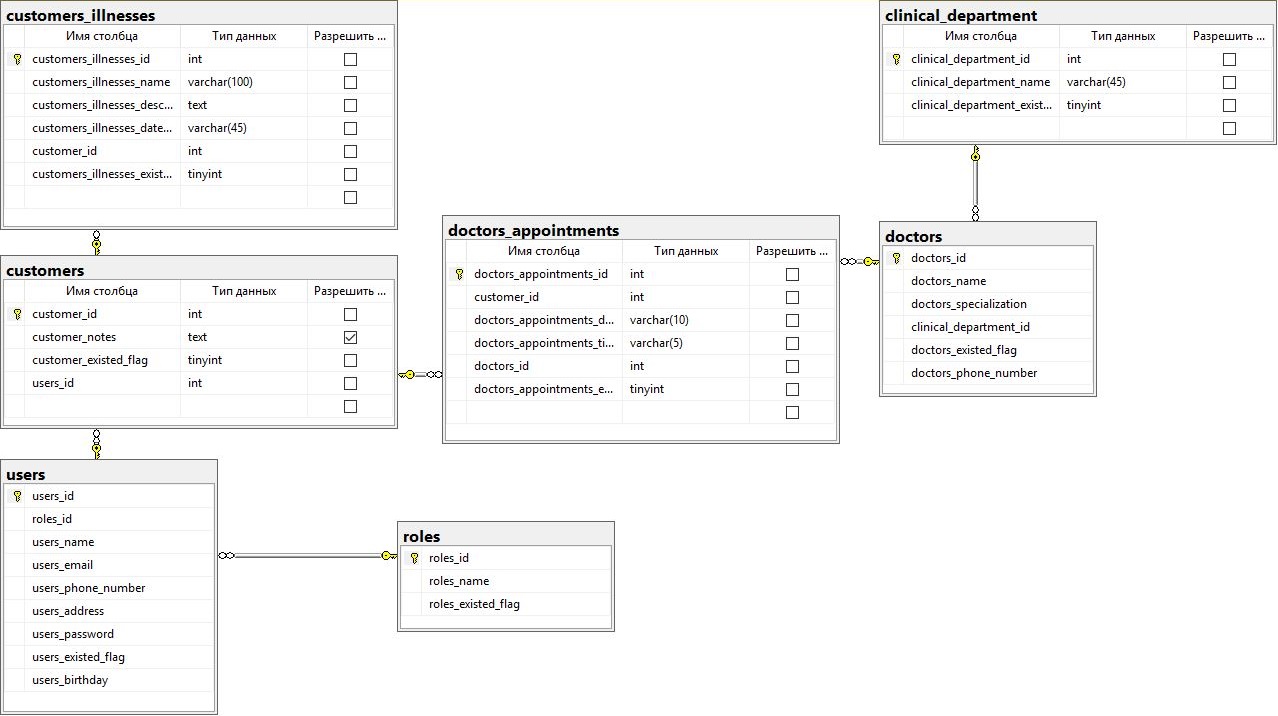 customers_illnesses
Имя столбца Тип данных Разрешить ...
customers_illnesses_id int
customers_illnesses_name varchar(100)
customers_illnesses_desc... text
customers_illnesses_date... varchar(45)
customer_id int
customers_illnesses_exist... tinyint
clinical_department
Имя столбца Тип данных Разрешить ...
clinical_department_id int
clinical_department_name varchar(45)
clinical_department_exist... tinyint
customers
Имя столбца Тип данных Разрешить ...
customer_id int
customer_notes text
customer_existed_flag tinyint
users_id int
doctors_appointments
Имя столбца Тип данных Разрешить ...
doctors_appointments_id int
customer_id int
doctors_appointments_d... varchar(10)
doctors_appointments_ti... varchar(5)
doctors_id int
doctors_appointments_e... tinyint
doctors
doctors_id
doctors_name
doctors_specialization
clinical_department_id
doctors_existed_flag
doctors_phone_number
users
users_id
roles_id
users_name
users_email
users_phone_number
users_address
users_password
users_existed_flag
users_birthday
roles
roles_id
roles_name
roles_existed_flag